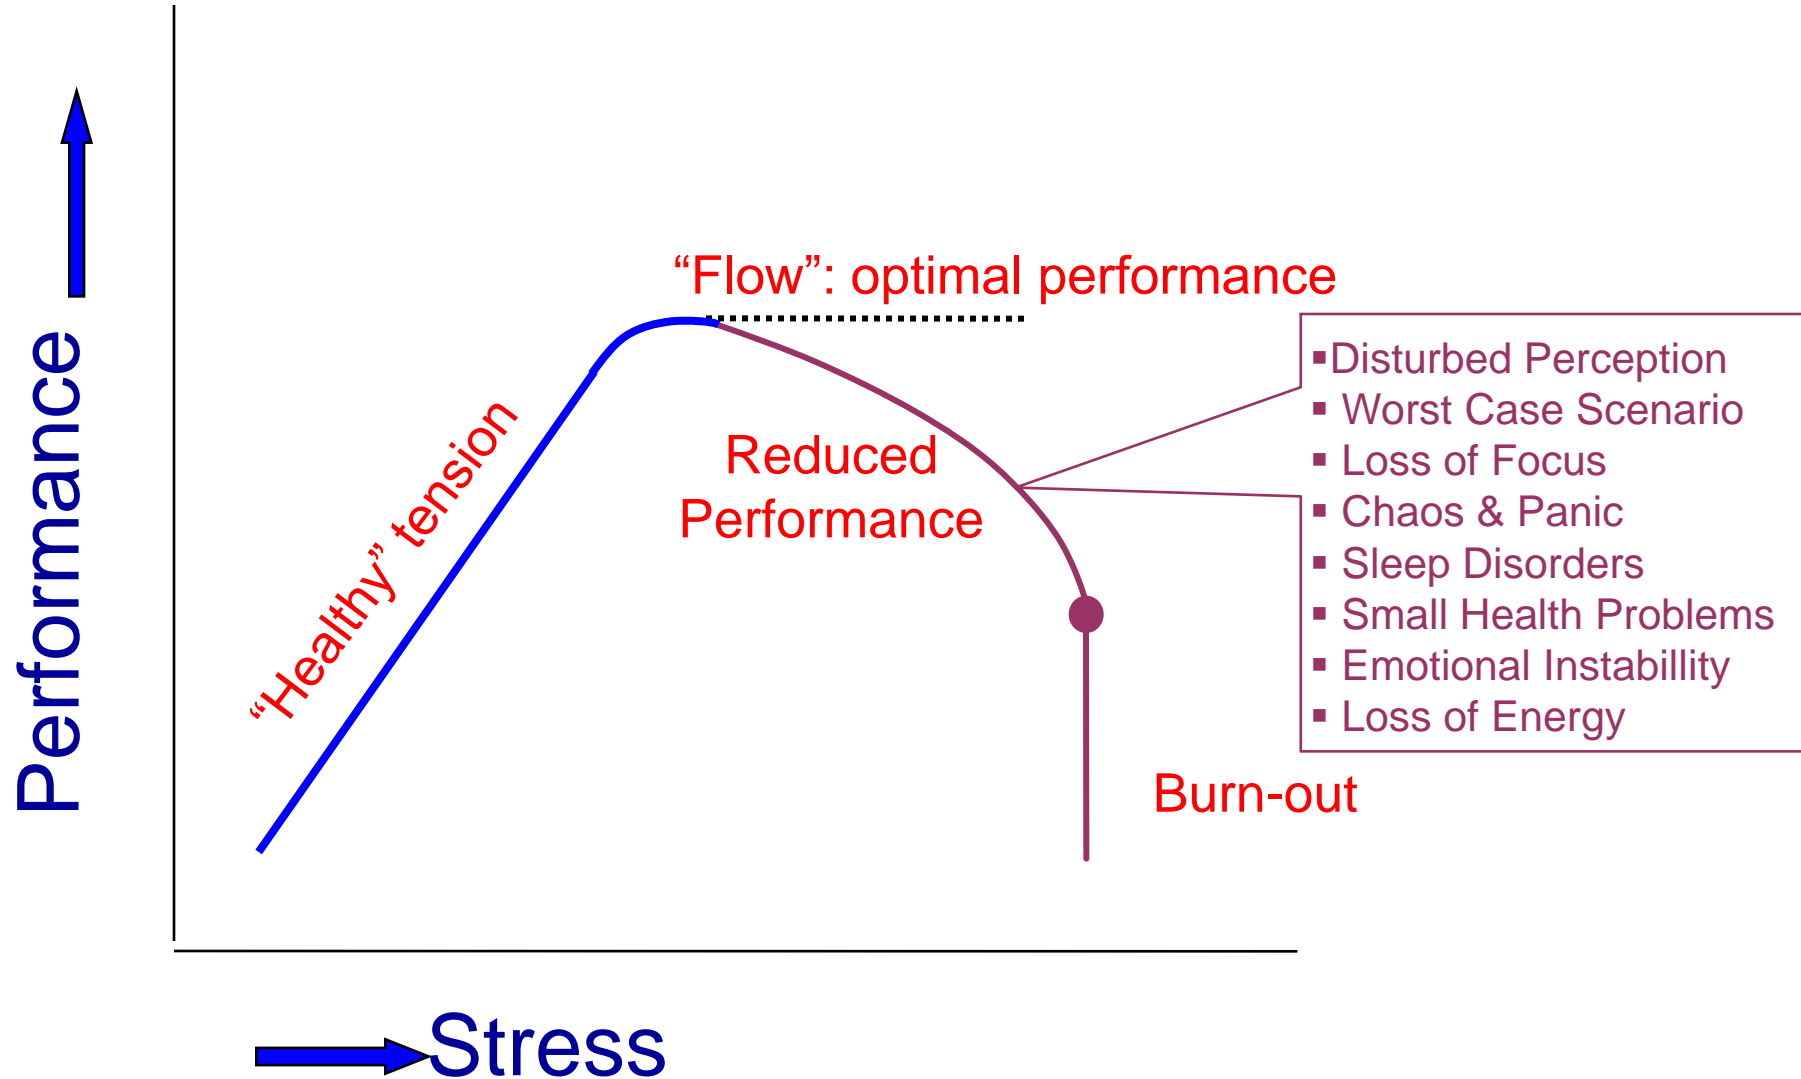 Performance
“Flow”: optimal performance
“Healthy” tension
Reduced
Performance
▪Disturbed Perception
▪ Worst Case Scenario
▪ Loss of Focus
▪ Chaos & Panic
▪ Sleep Disorders
▪ Small Health Problems
▪ Emotional Instabillity
▪ Loss of Energy
Burn-out
Stress